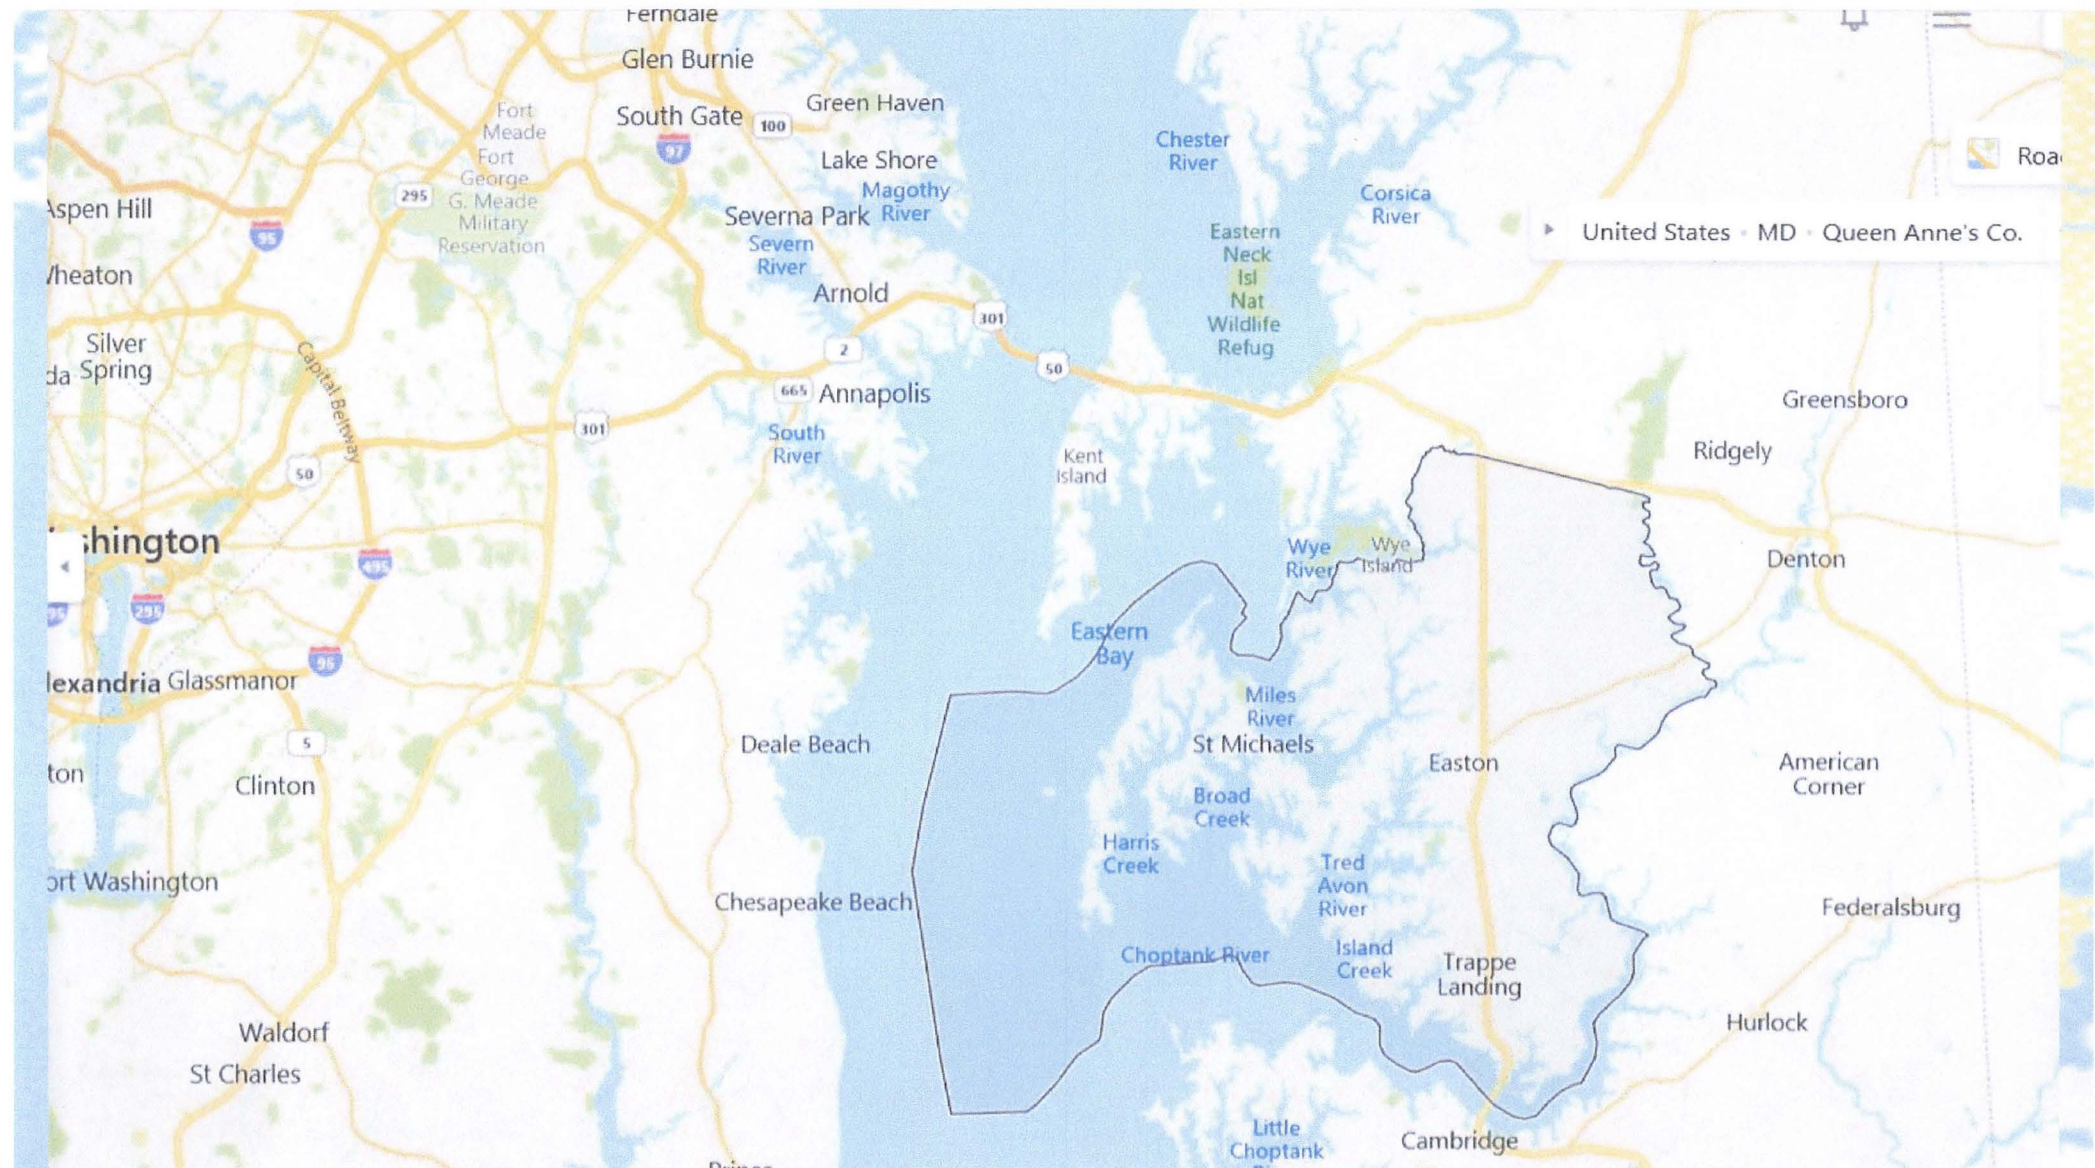 Ferndale
Glen Burnie
South Gate
100
Green Haven
97
Lake Shore
Fort
Meade
Fort
George
G. Meade
Military
Reservation
295
Magothy
River
Severna Park
Severn
River
Arnold
Aspen Hill
95
Wheaton
Silver
Spring
da
Capital Beltway
301
50
2
665
Annapolis
South
River
301
50
Chester
River
Corsica
River
Eastern
Neck
Isl
Nat
Wildlife
Refug
Road
United States • MD • Queen Anne's Co.
Greensboro
Ridgely
Kent
Island
Denton
Wye
River
Wye
Island
shington
495
295
95
95
lexandria
Glassmanor
5
ton
Clinton
ort Washington
Waldorf
St Charles
Deale Beach
Chesapeake Beach
Eastern
Bay
Miles
River
St Michaels
Easton
American
Corner
Broad
Creek
Harris
Creek
Tred
Avon
River
Federalsburg
Choptank River
Island
Creek
Trappe
Landing
Hurlock
Little
Choptank
Cambridge